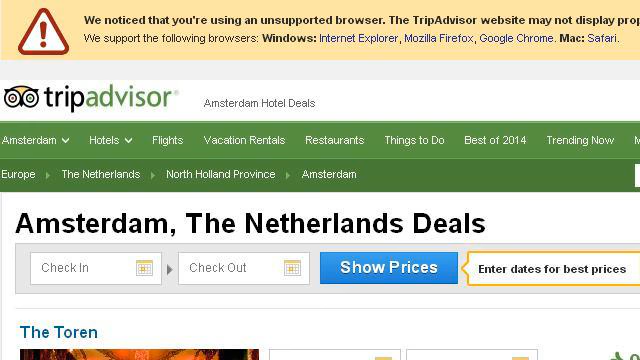 We noticed that you're using an unsupported browser. The TripAdvisor website may not display
We support the following browsers: Windows: Internet Explorer, Mozilla Firefox, Google Chrome. Mac: Safari.
tripadvisor
Amsterdam Hotel Deals
Amsterdam Hotels Flights Vacation Rentals Restaurants Things to Do Best of 2014 Trending Now
Europe The Netherlands North Holland Province Amsterdam
Amsterdam, The Netherlands Deals
Check In Check Out Show Prices Enter dates for best prices
The Toren